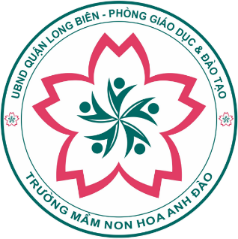 UBND QUẬN LONG BIÊN - PHÒNG GIÁO DỤC & ĐÀO TẠO
TRƯỜNG MẦM NON HOA ANH ĐÀO